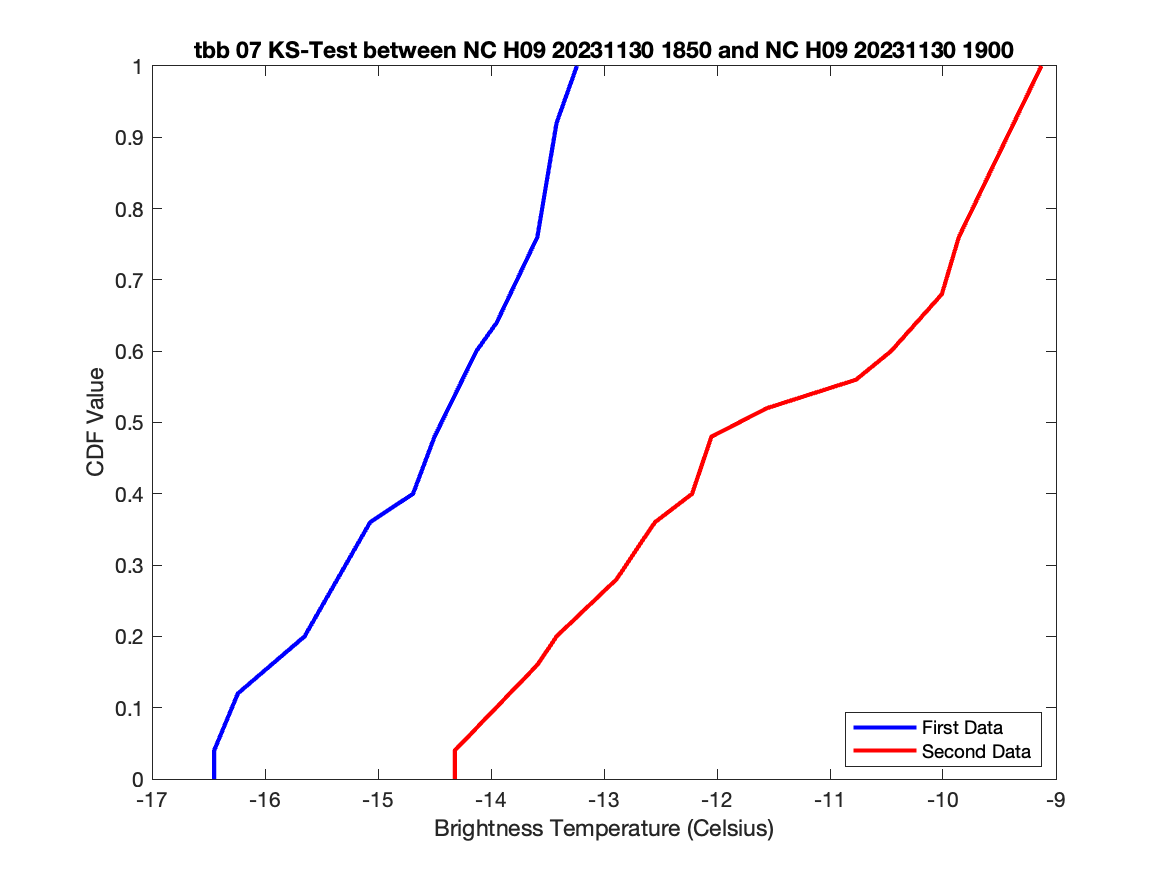 tbb 07 KS-Test between NC H09 20231130 1850 and NC H09 20231130 1900
1
0.9
0.8
0.7
0.6
0.5
0.4
0.3
0.2
0.1
0
CDF Value
First Data
Second Data
-17 -16 -15 -14 -13 -12 -11 -10 -9
Brightness Temperature (Celsius)